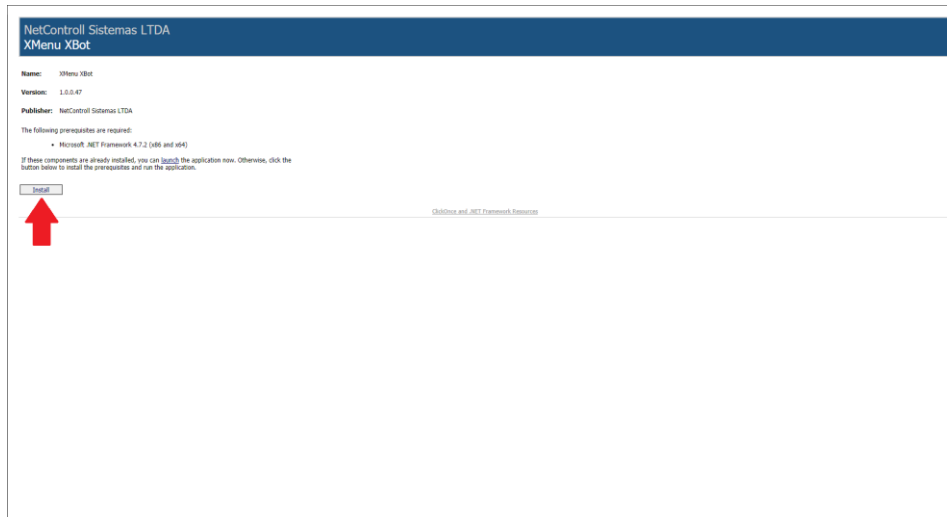 NetControll Sistemas LTDA
XMenu XBot
Name: XMenu XBot
Version: 1.0.0.47
Publisher: NetControll Sistemas LTDA
The following prerequisites are required:
• Microsoft .NET Framework 4.7.2 (x86 and x64)
If these components are already installed, you can launch the application now. Otherwise, click the
button below to install the prerequisites and run the application.
Install
ClickOnce and .NET Framework Resources